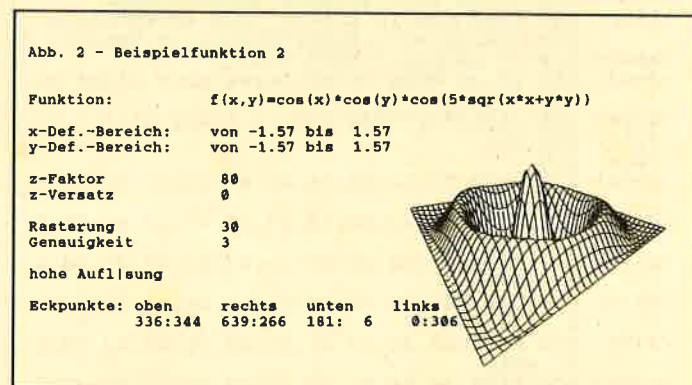 Abb. 2 - Beispielfunktion 2
Funktion: f(x,y)=cos(x)*cos(y)*cos(5*sqr(x*x+y*y))
x-Def.-Bereich: von -1.57 bis 1.57
y-Def.-Bereich: von -1.57 bis 1.57
z-Faktor 80
z-Versatz 0
Rasterung 30
Genauigkeit 3
hohe Aufl|sung
Eckpunkte: oben rechts unten links
336:344 639:266 181: 6 0:306